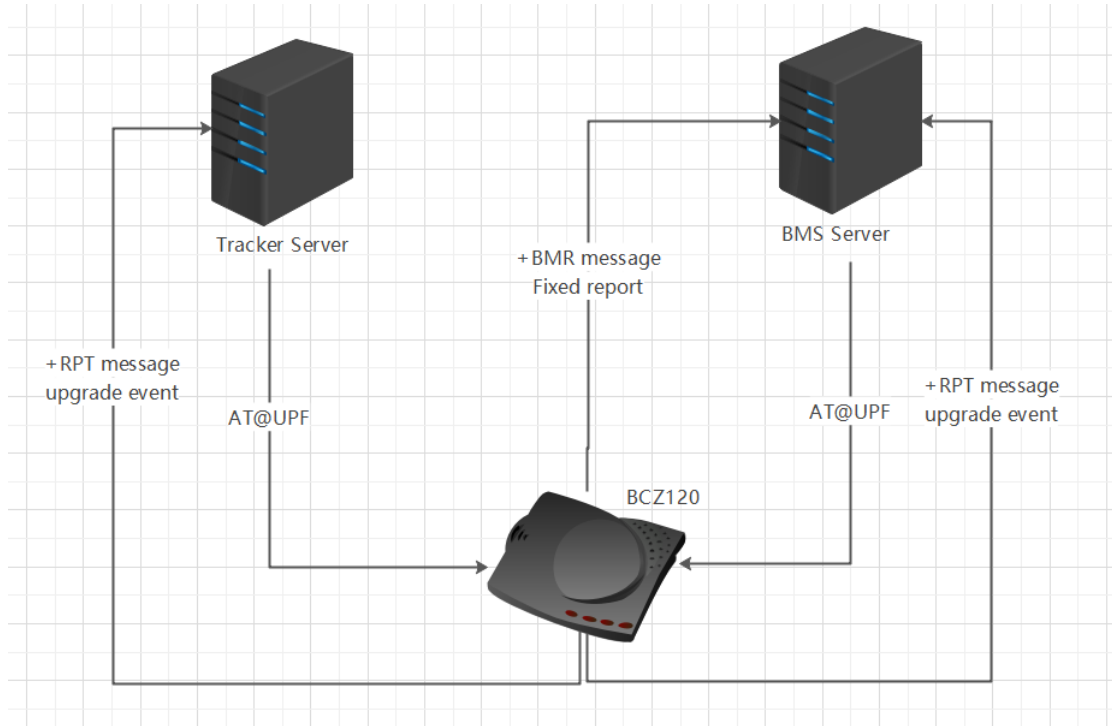 Tracker Server
BMS Server
+BMR message
Fixed report
+RPT message
upgrade event
AT@UPF
AT@UPF
+RPT message
upgrade event
BCZ120